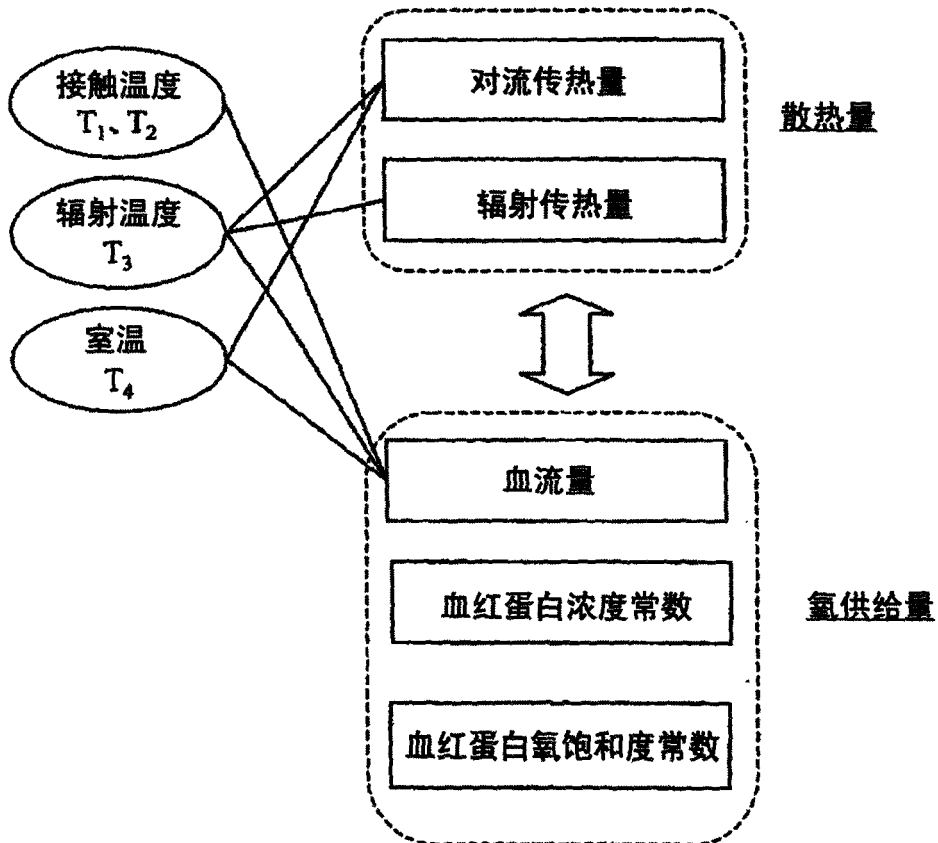 接触温度
T₁、T₂
辐射温度
T₃
室温
T₄
对流传热量
辐射传热量
散热量
血流量
血红蛋白浓度常数
血红蛋白氧饱和度常数
氧供给量